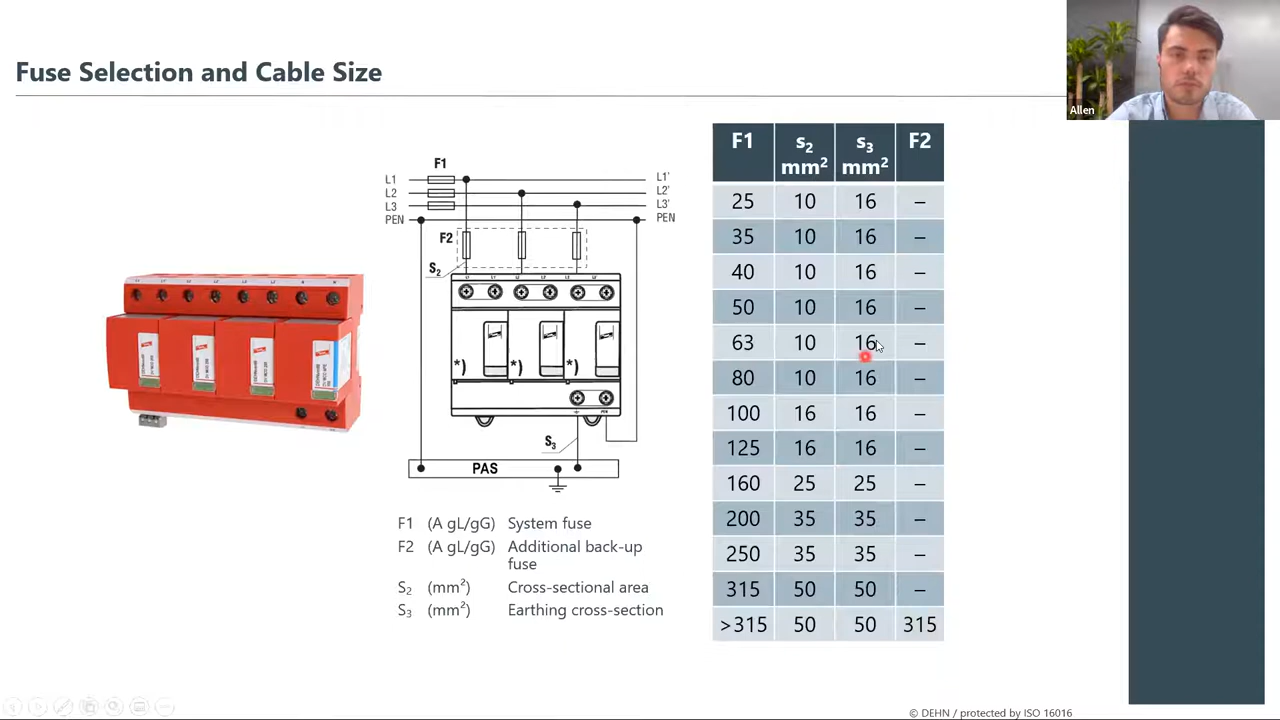 Fuse Selection and Cable Size
Allen
F1
L1
L2
L3
PEN
L1'
L2'
L3'
PEN
F2
S2
*)
*)
*)
PEN
S3
PAS
F1 (A gL/gG) System fuse
F2 (A gL/gG) Additional back-up
fuse
S₂ (mm²) Cross-sectional area
S₃ (mm²) Earthing cross-section
F1 s₂ mm² s₃ mm² F2
25 10 16 –
35 10 16 –
40 10 16 –
50 10 16 –
63 10 16 –
80 10 16 –
100 16 16 –
125 16 16 –
160 25 25 –
200 35 35 –
250 35 35 –
315 50 50 –
>315 50 50 315
© DEHN / protected by ISO 16016